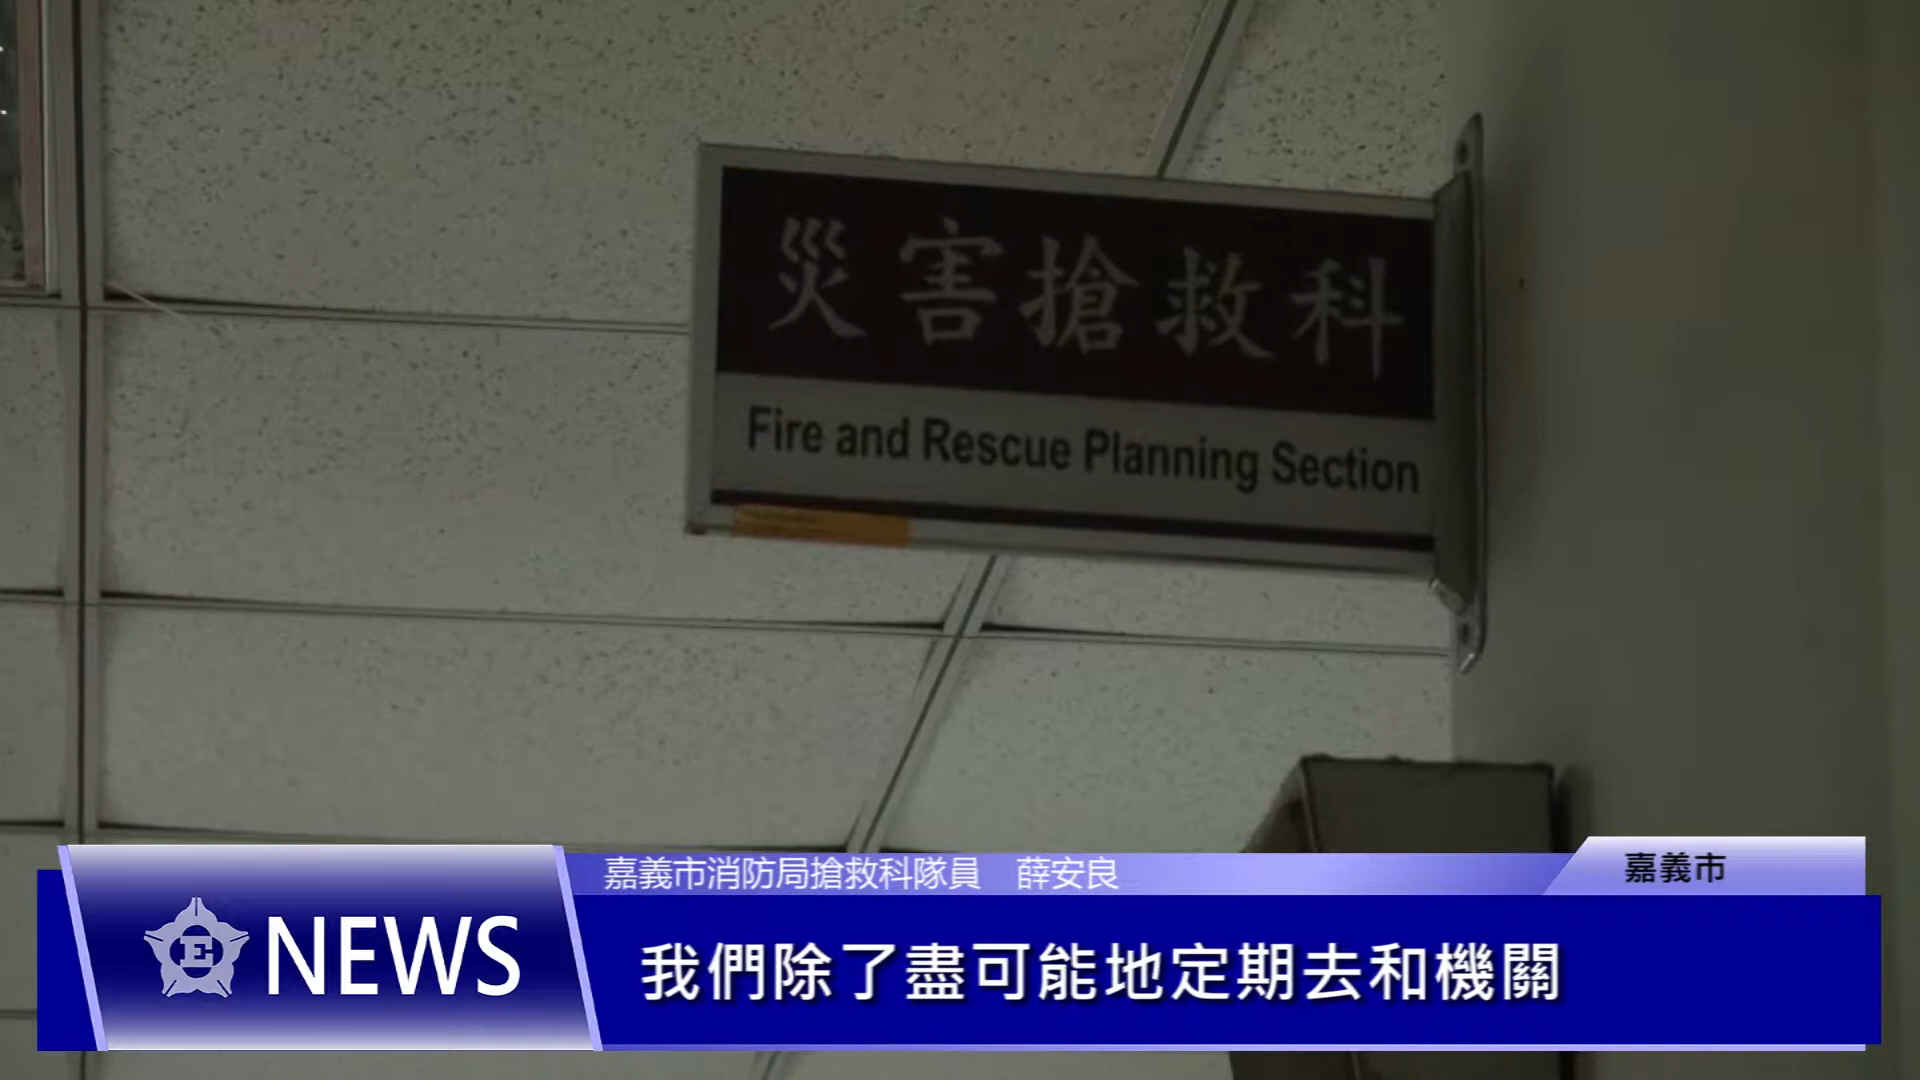 災害搶救科
Fire and Rescue Planning Section
嘉義市消防局搶救科隊員 薛安良
嘉義市
E NEWS
我們除了盡可能地定期去和機關